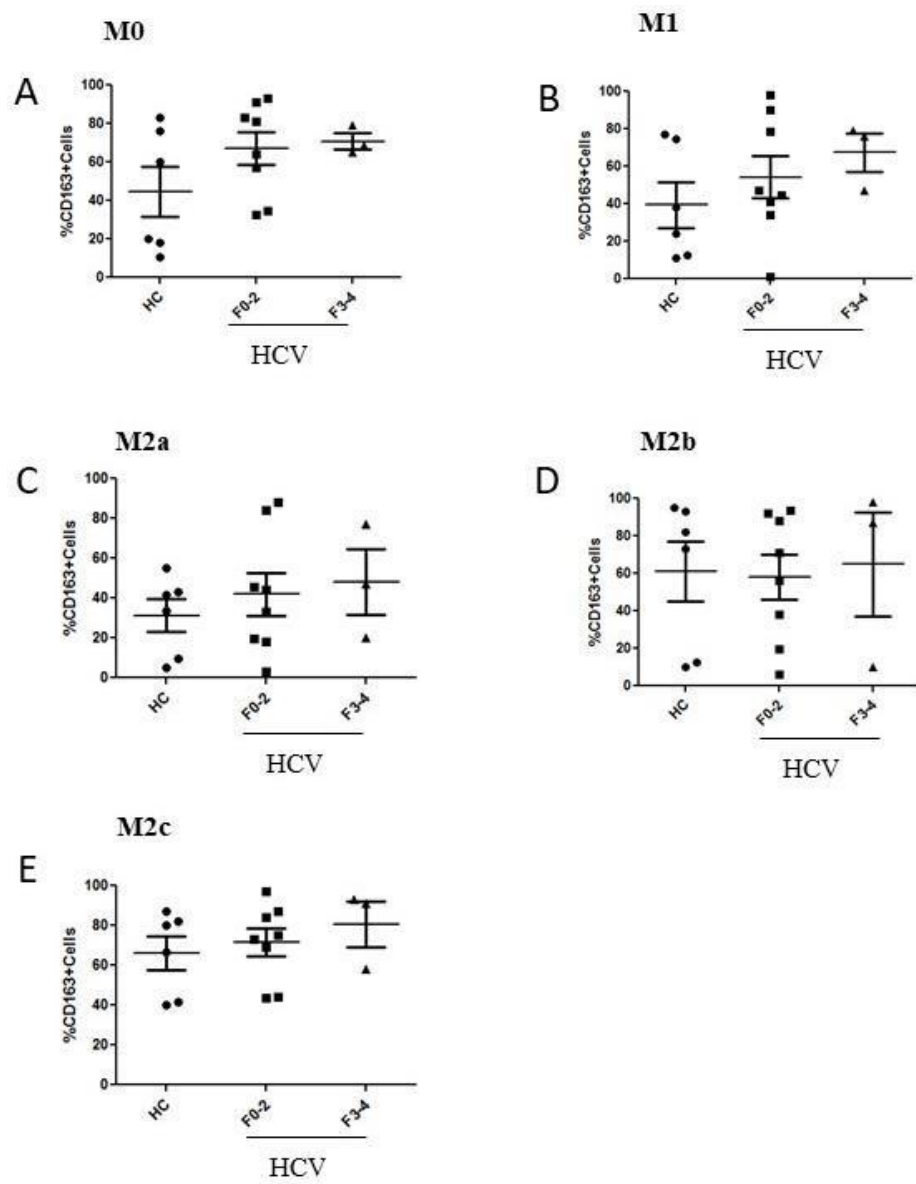 M0
A
%CD163+Cells
100
80
60
40
20
0
HC
F0-2
F3-4
HCV
M1
B
%CD163+Cells
100
80
60
40
20
0
HC
F0-2
F3-4
HCV
M2a
C
%CD163+Cells
100
80
60
40
20
0
HC
F0-2
F3-4
HCV
M2b
D
%CD163+Cells
100
80
60
40
20
0
HC
F0-2
F3-4
HCV
M2c
E
%CD163+Cells
100
80
60
40
20
0
HC
F0-2
F3-4
HCV